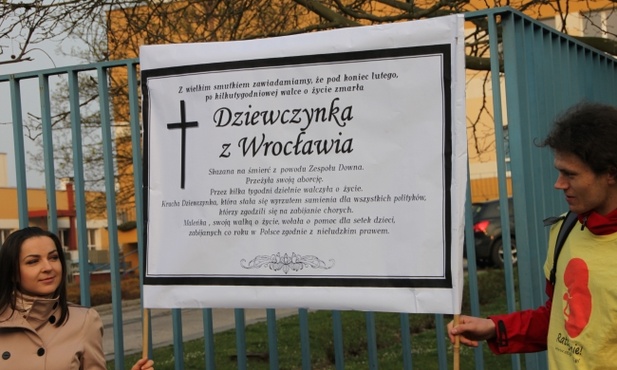 Z wielkim smutkiem zawiadamiamy, że pod koniec lutego,
po kilkutygodniowej walce o życie zmarła
Dziewczynka
z Wrocławia
Skazana na śmierć z powodu Zespołu Downa.
Przeżyła swoją aborcję.
Przez kilka tygodni dzielnie walczyła o życie.
Krucha Dziewczynka, która stała się wyrzutem sumienia dla wszystkich polityków,
którzy zgodzili się na zabijanie chorych.
Maleńka , swoją walką o życie, wołała o pomoc dla setek dzieci,
zabijanych co roku w Polsce zgodnie z nieludzkim prawem.